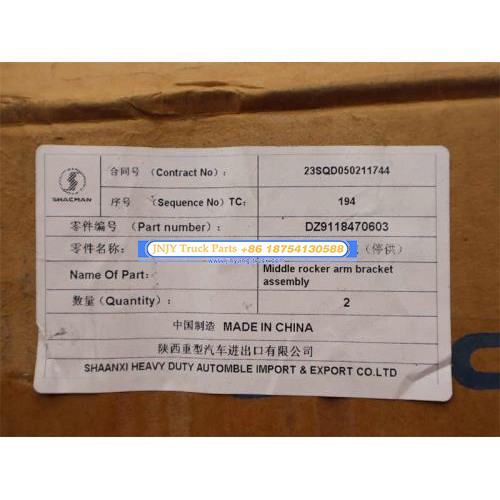 合同号 (Contract No): 23SQD050211744
SHACMAN
序号 (Sequence No) TC: 194
零件编号 (Part number): DZ9118470603
零件名称: (停供)
JNJY Truck Parts +86 18754130588
Name Of Part: Middle rocker arm bracket
assembly
数量 (Quantity): 2
中国制造 MADE IN CHINA
陕西重型汽车进出口有限公司
SHAANXI HEAVY DUTY AUTOMBLE IMPORT & EXPORT CO.LTD